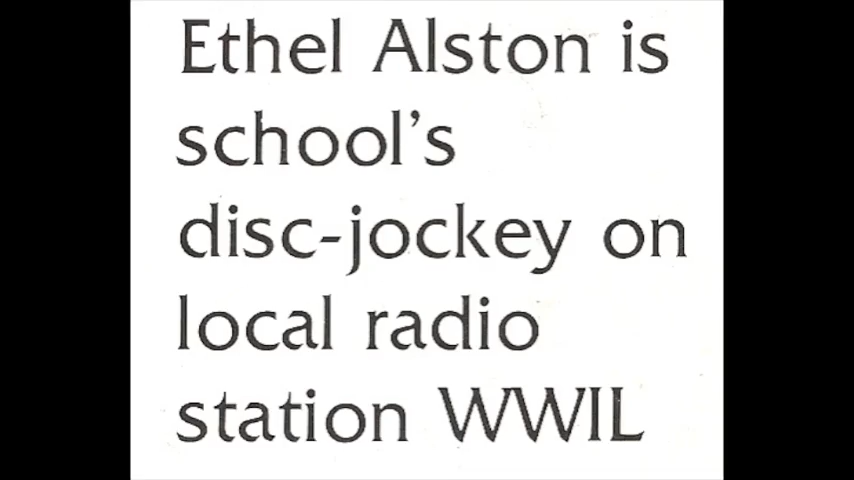 Ethel Alston is
school's
disc-jockey on
local radio
station WWIL